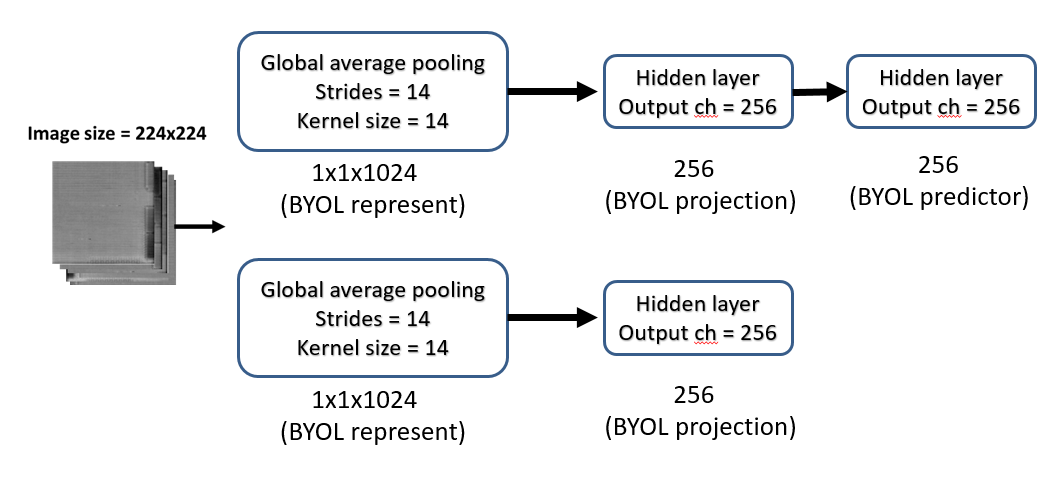 Image size = 224x224
Global average pooling
Strides = 14
Kernel size = 14
1x1x1024
(BYOL represent)
Hidden layer
Output ch = 256
256
(BYOL projection)
Hidden layer
Output ch = 256
256
(BYOL predictor)
Global average pooling
Strides = 14
Kernel size = 14
1x1x1024
(BYOL represent)
Hidden layer
Output ch = 256
256
(BYOL projection)